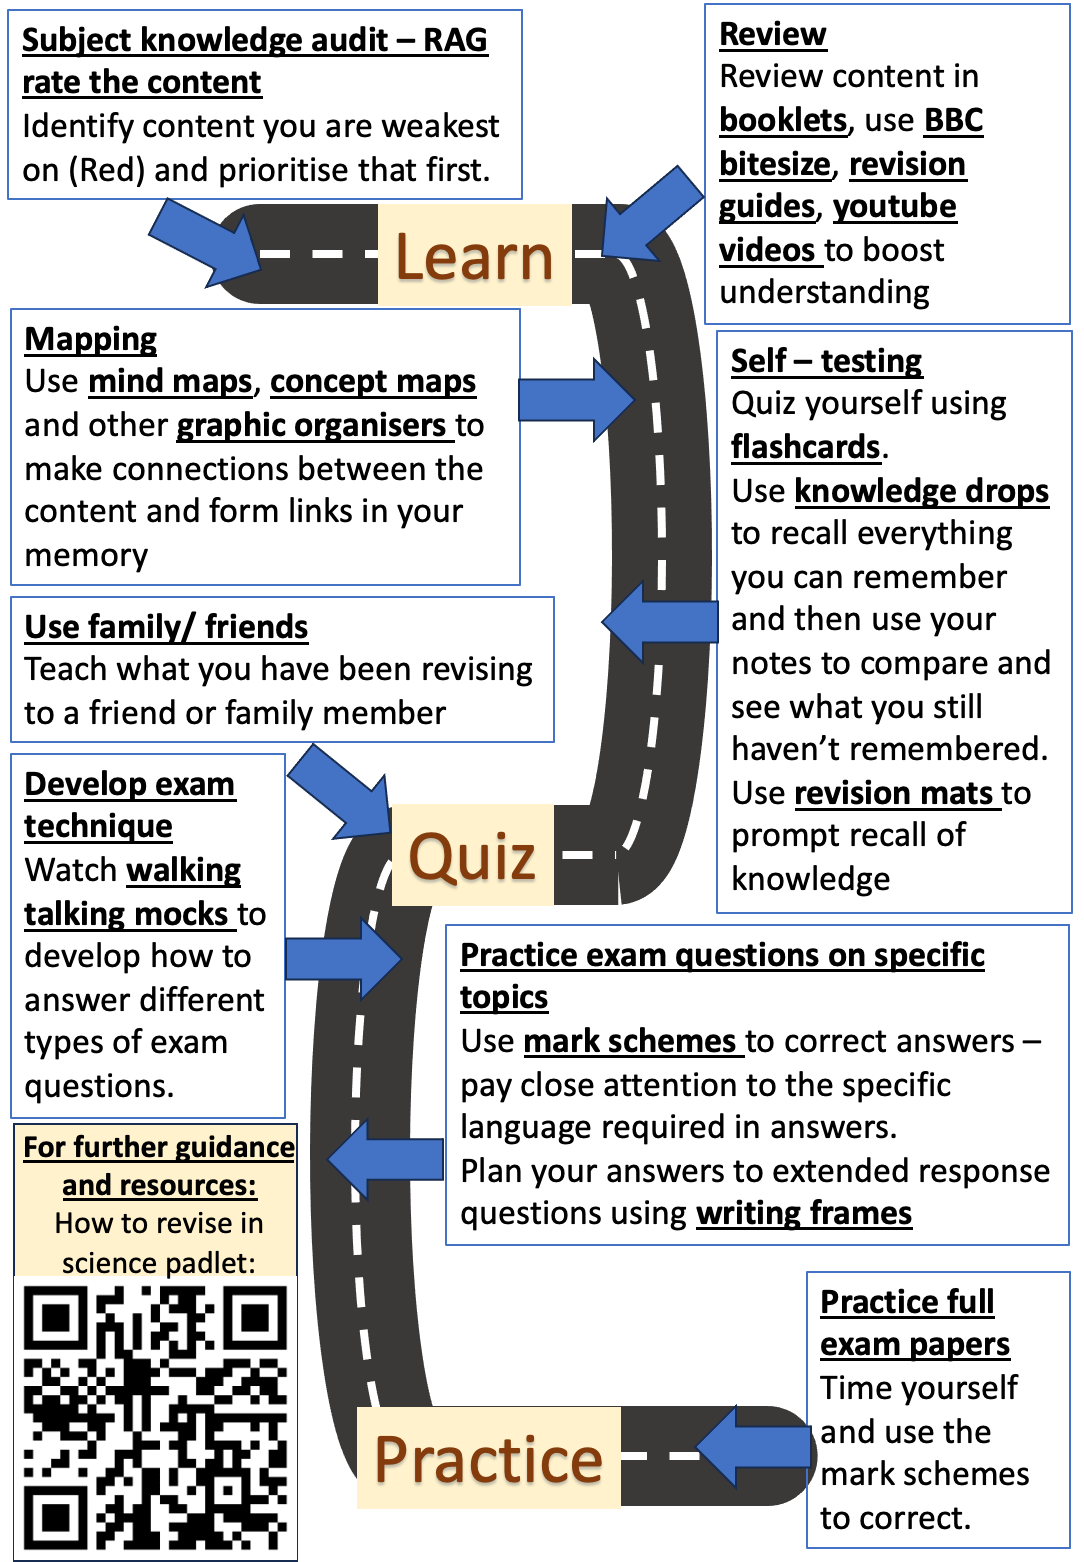 Subject knowledge audit – RAG
rate the content
Identify content you are weakest
on (Red) and prioritise that first.
Review
Review content in
booklets, use BBC
bitesize, revision
guides, youtube
videos to boost
understanding
Learn
Mapping
Use mind maps, concept maps
and other graphic organisers to
make connections between the
content and form links in your
memory
Self – testing
Quiz yourself using
flashcards.
Use knowledge drops
to recall everything
you can remember
and then use your
notes to compare and
see what you still
haven’t remembered.
Use revision mats to
prompt recall of
knowledge
Use family/ friends
Teach what you have been revising
to a friend or family member
Quiz
Develop exam
technique
Watch walking
talking mocks to
develop how to
answer different
types of exam
questions.
Practice exam questions on specific
topics
Use mark schemes to correct answers –
pay close attention to the specific
language required in answers.
Plan your answers to extended response
questions using writing frames
For further guidance
and resources:
How to revise in
science padlet:
Practice full
exam papers
Time yourself
and use the
mark schemes
to correct.
Practice